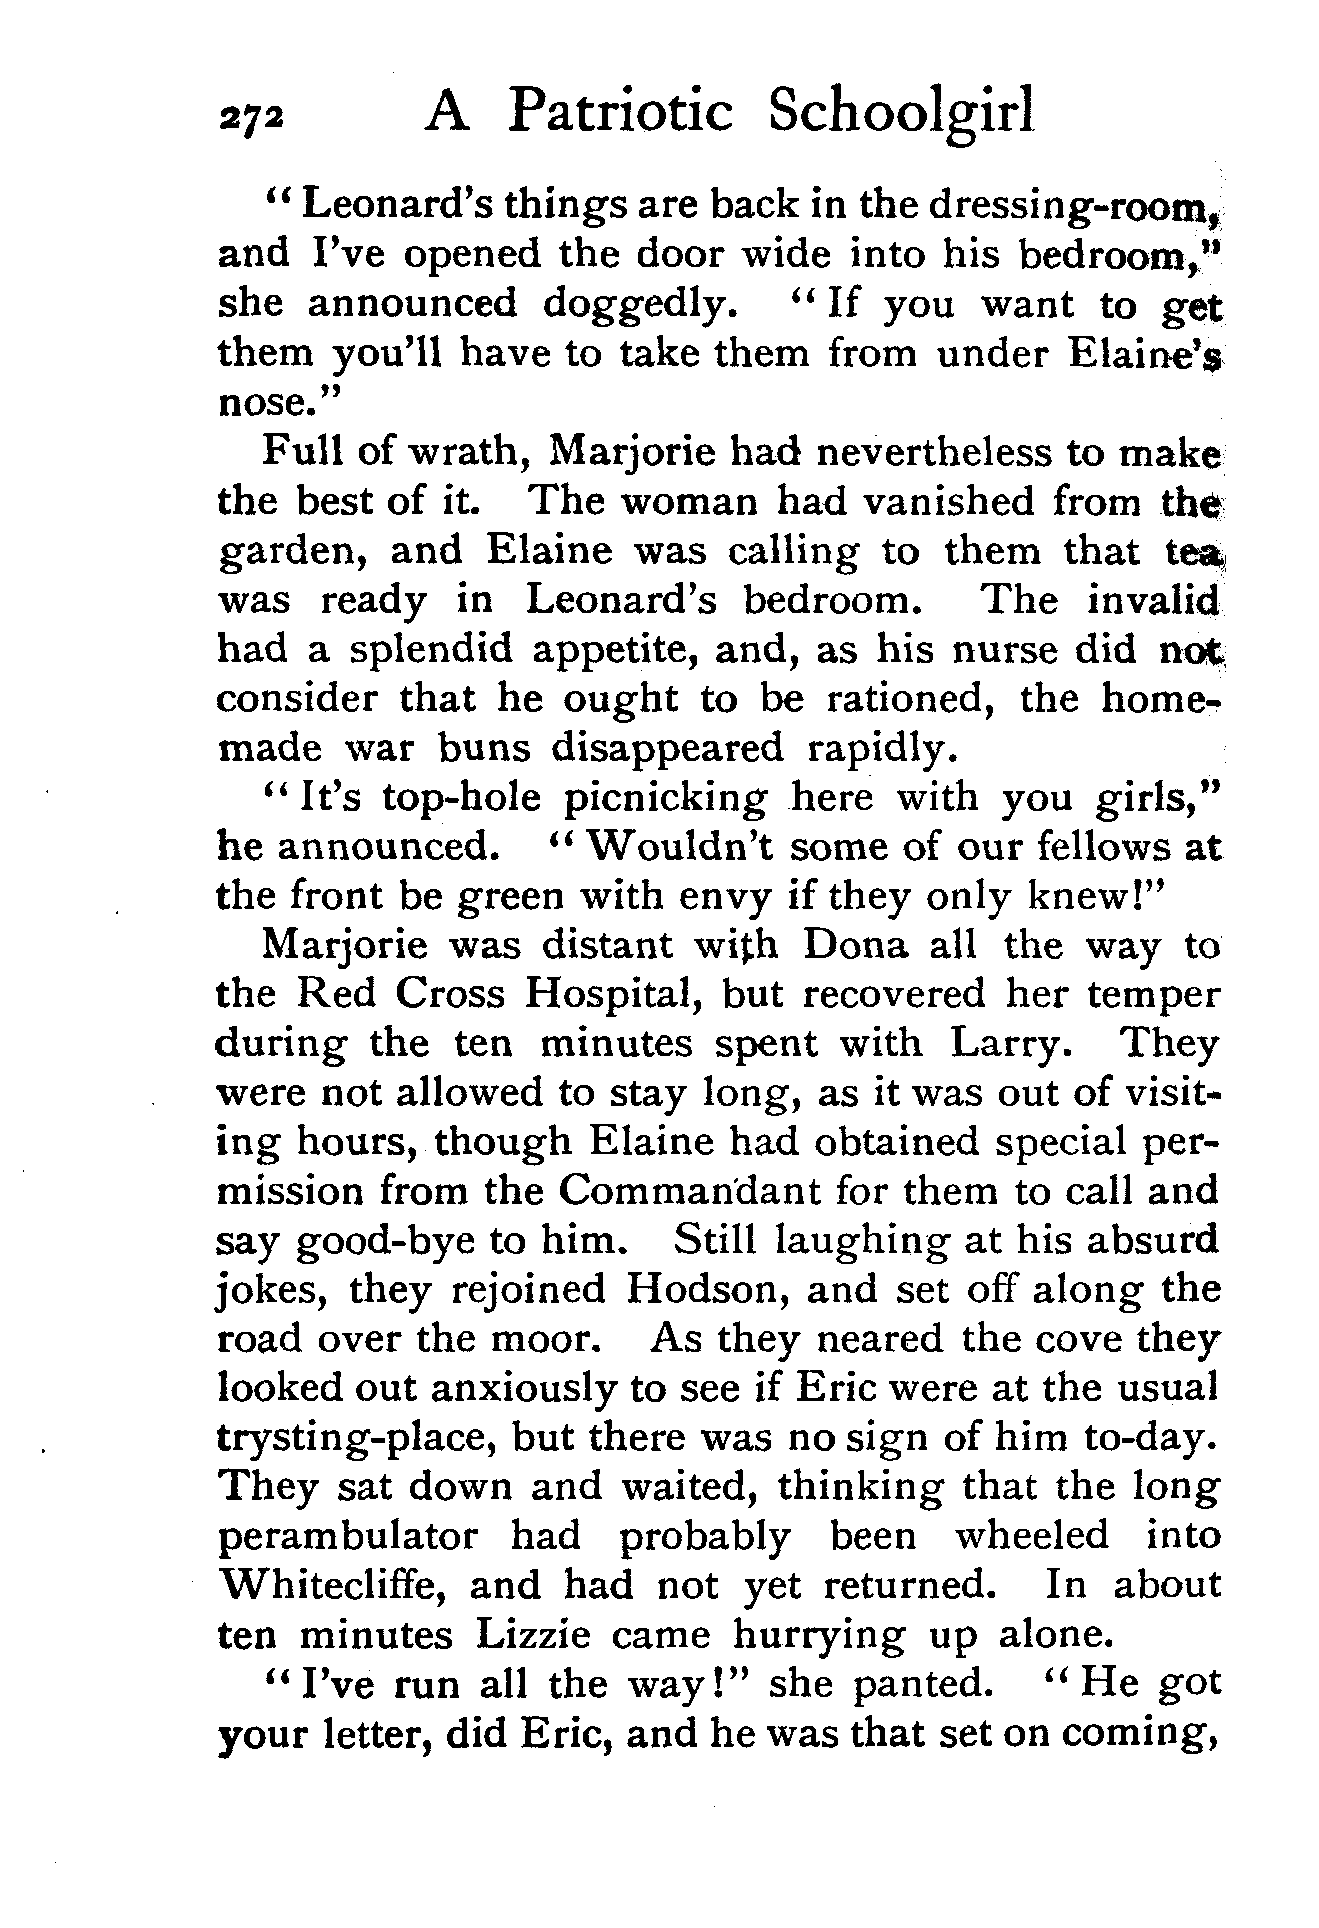 272 A Patriotic Schoolgirl
“Leonard’s things are back in the dressing-room,
and I’ve opened the door wide into his bedroom,”
she announced doggedly. “If you want to get
them you’ll have to take them from under Elaine’s
nose.”
Full of wrath, Marjorie had nevertheless to make
the best of it. The woman had vanished from the
garden, and Elaine was calling to them that tea
was ready in Leonard’s bedroom. The invalid
had a splendid appetite, and, as his nurse did not
consider that he ought to be rationed, the home-
made war buns disappeared rapidly.
“It’s top-hole picnicking here with you girls,”
he announced. “Wouldn’t some of our fellows at
the front be green with envy if they only knew!”
Marjorie was distant with Dona all the way to
the Red Cross Hospital, but recovered her temper
during the ten minutes spent with Larry. They
were not allowed to stay long, as it was out of visit-
ing hours, though Elaine had obtained special per-
mission from the Commandant for them to call and
say good-bye to him. Still laughing at his absurd
jokes, they rejoined Hodson, and set off along the
road over the moor. As they neared the cove they
looked out anxiously to see if Eric were at the usual
trysting-place, but there was no sign of him to-day.
They sat down and waited, thinking that the long
perambulator had probably been wheeled into
Whitecliffe, and had not yet returned. In about
ten minutes Lizzie came hurrying up alone.
“I’ve run all the way!” she panted. “He got
your letter, did Eric, and he was that set on coming,